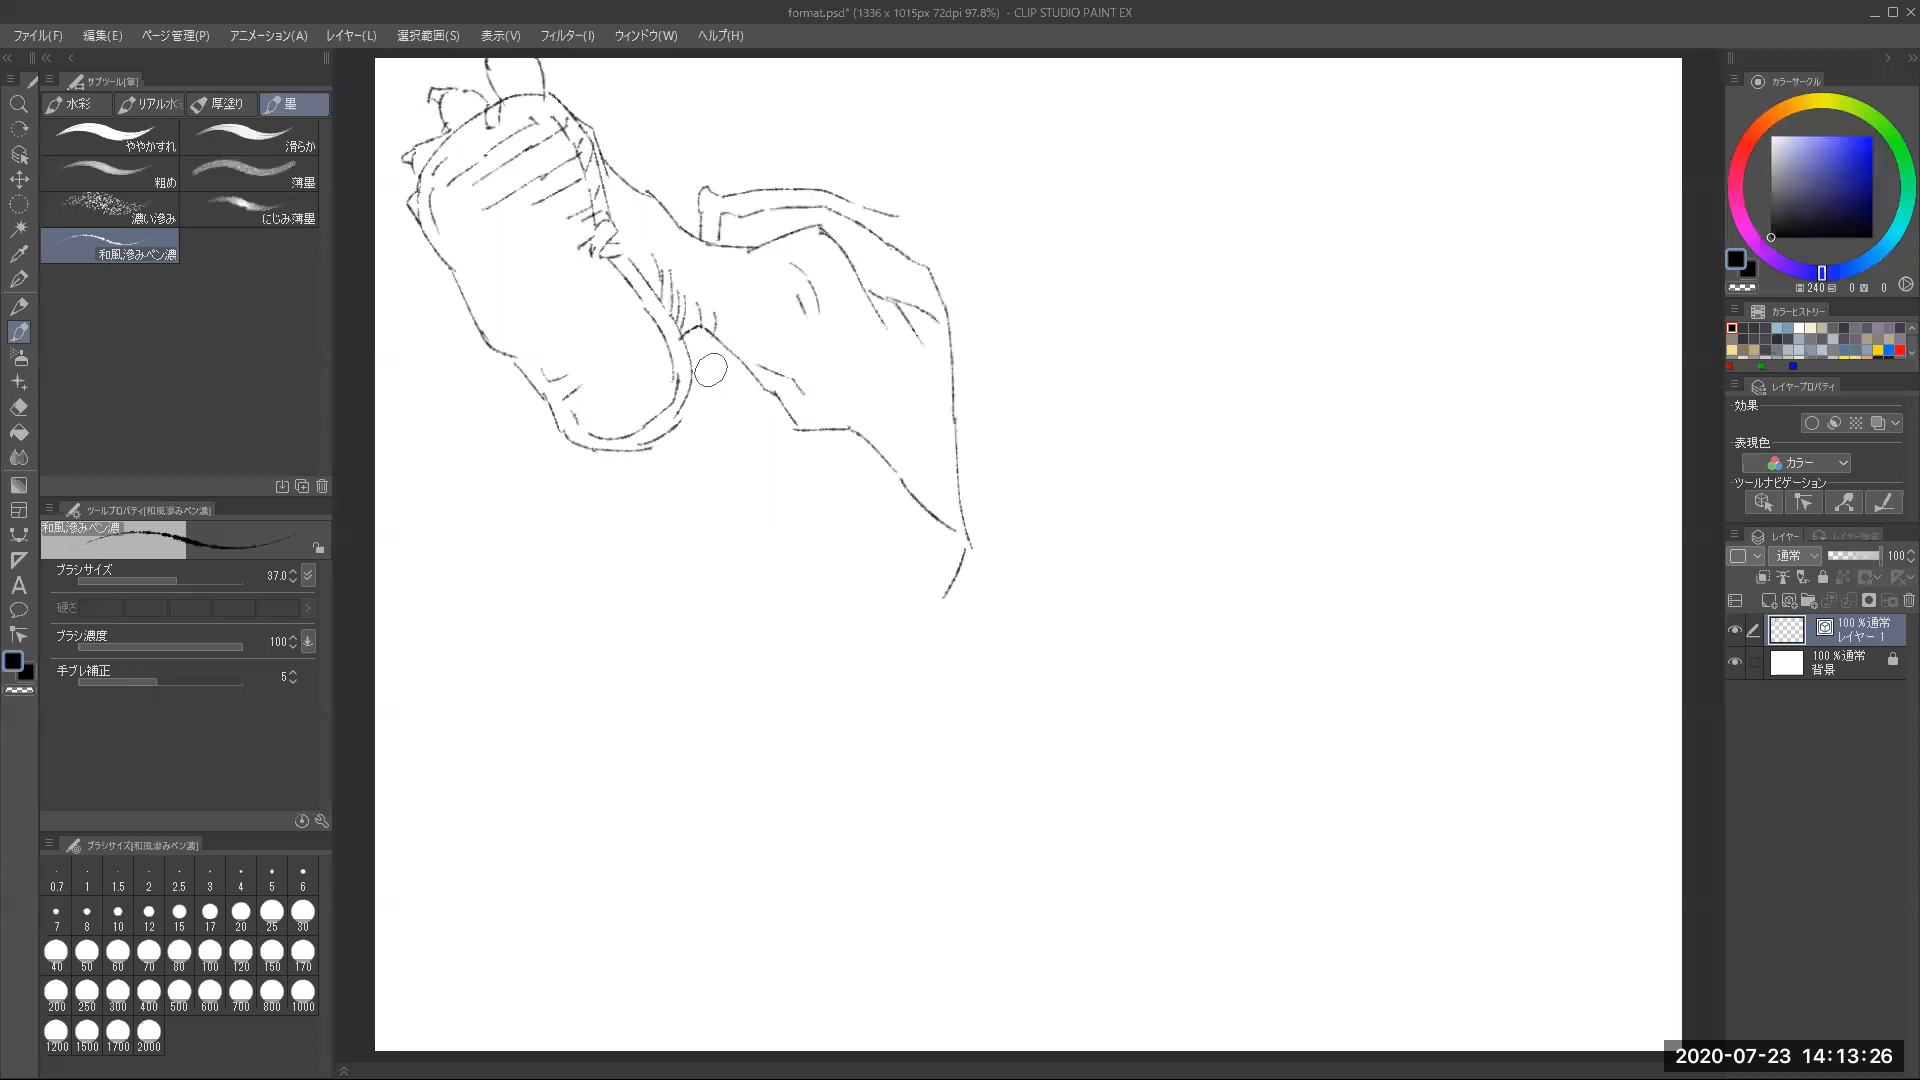 format.psd* (1336 x 1015px 72dpi 97.8%) - CLIP STUDIO PAINT EX
ファイル(F) 編集(E) ページ管理(P) アニメーション(A) レイヤー(L) 選択範囲(S) 表示(V) フィルター(I) ウィンドウ(W) ヘルプ(H)
サブツール[筆]
水彩 リアル水 厚塗り 墨
ややかすれ 滑らか
粗め 薄墨
濃い滲み にじみ薄墨
和風滲みペン濃
ツールプロパティ[和風滲みペン濃]
和風滲みペン濃
ブラシサイズ 37.0
硬さ
ブラシ濃度 100
手ブレ補正 5
ブラシサイズ[和風滲みペン濃]
0.7 1 1.5 2 2.5 3 4 5 6
7 8 10 12 15 17 20 25 30
40 50 60 70 80 100 120 150 170
200 250 300 400 500 600 700 800 1000
1200 1500 1700 2000
カラーサークル
240 0 0
カラーヒストリー
レイヤープロパティ
効果
表現色
カラー
ツールナビゲーション
レイヤー レイヤー検索
通常 100
100 %通常
レイヤー 1
100 %通常
背景
2020-07-23 14:13:26